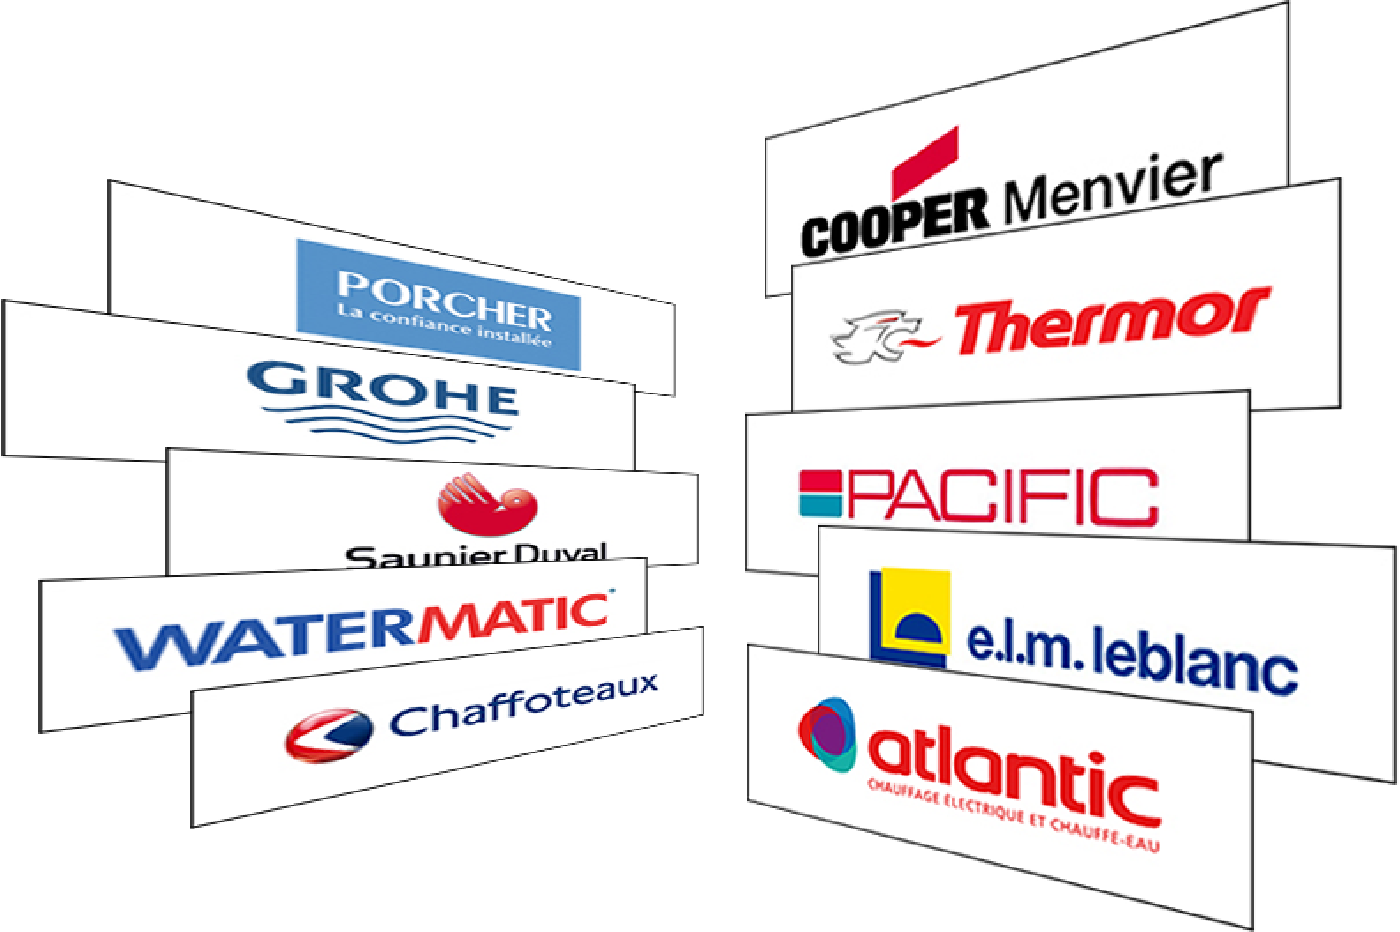 PORCHER
La confiance installée
GROHE
Saunier Duval
WATERMATIC
Chaffoteaux
COOPER Menvier
Thermor
PACIFIC
e.l.m. leblanc
atlantic
CHAUFFAGE ELECTRIQUE ET CHAUFFE-EAU